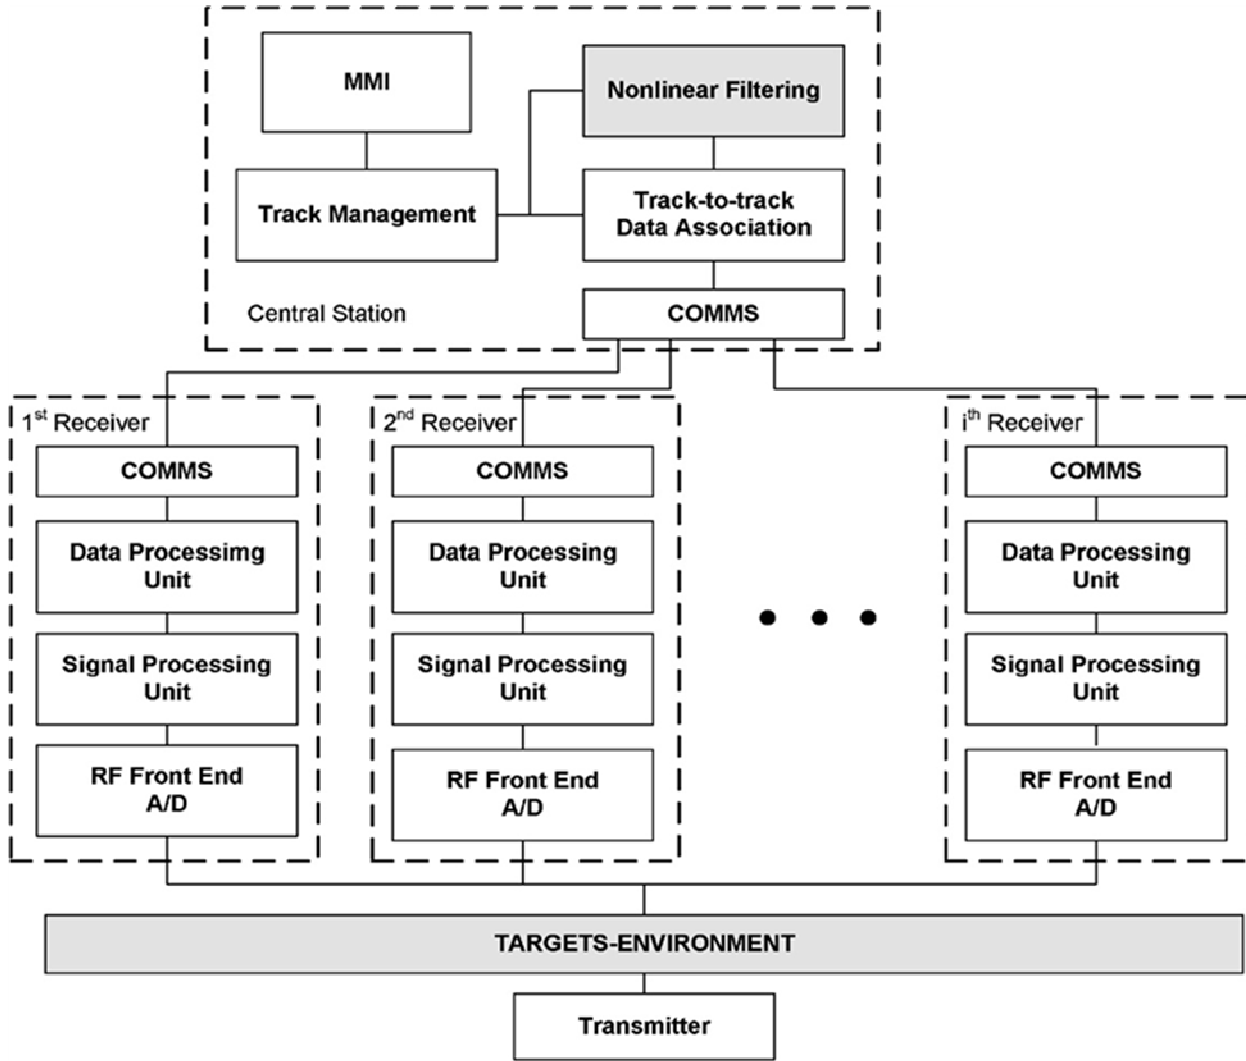 MMI
Nonlinear Filtering
Track Management
Track-to-track
Data Association
Central Station
COMMS
1st Receiver
COMMS
Data Processimg
Unit
Signal Processing
Unit
RF Front End
A/D
2nd Receiver
COMMS
Data Processing
Unit
Signal Processing
Unit
RF Front End
A/D
ith Receiver
COMMS
Data Processing
Unit
Signal Processing
Unit
RF Front End
A/D
TARGETS-ENVIRONMENT
Transmitter